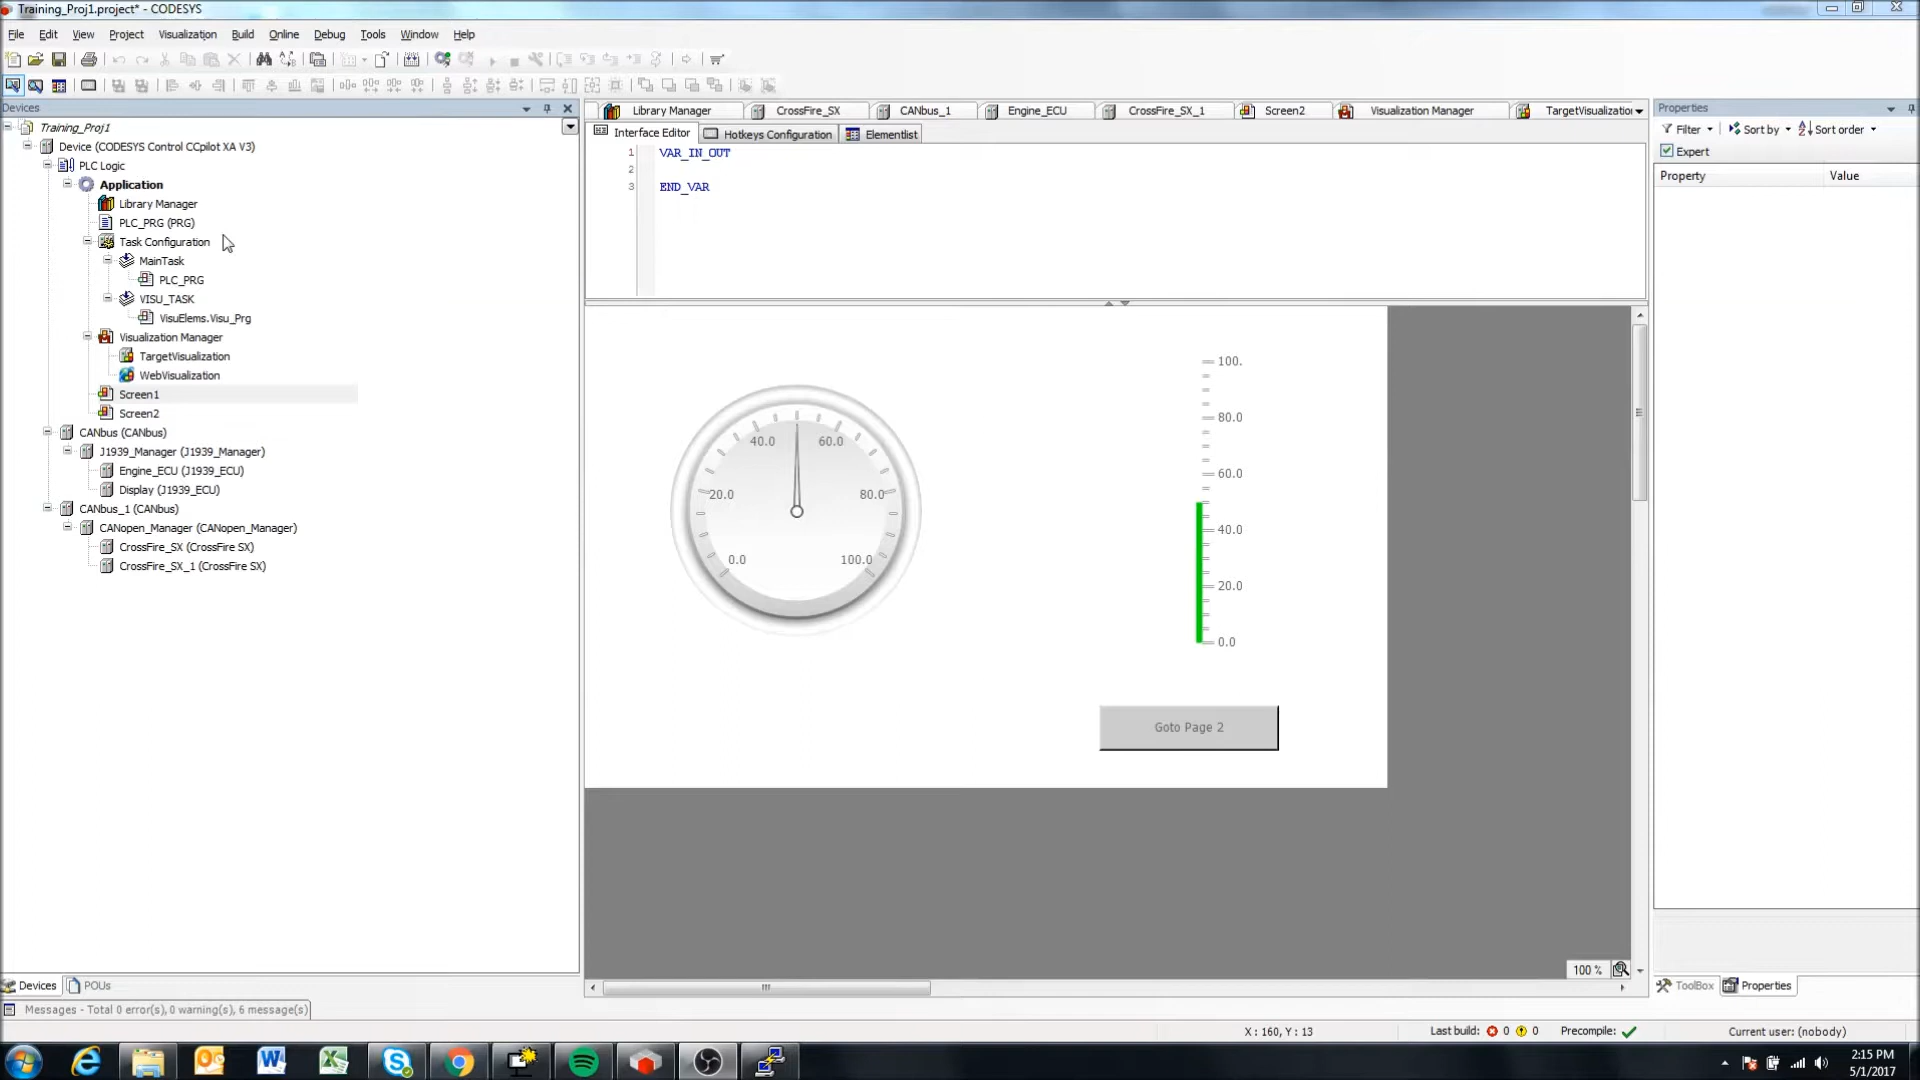 Training_Proj1.project* - CODESYS
File Edit View Project Visualization Build Online Debug Tools Window Help
Devices
Training_Proj1
Device (CODESYS Control CCpilot XA V3)
PLC Logic
Application
Library Manager
PLC_PRG (PRG)
Task Configuration
MainTask
PLC_PRG
VISU_TASK
VisuElems.Visu_Prg
Visualization Manager
TargetVisualization
WebVisualization
Screen1
Screen2
CANbus (CANbus)
J1939_Manager (J1939_Manager)
Engine_ECU (J1939_ECU)
Display (J1939_ECU)
CANbus_1 (CANbus)
CANopen_Manager (CANopen_Manager)
CrossFire_SX (CrossFire SX)
CrossFire_SX_1 (CrossFire SX)
Devices POUs
Library Manager CrossFire_SX CANbus_1 Engine_ECU CrossFire_SX_1 Screen2 Visualization Manager TargetVisualizatio
Interface Editor Hotkeys Configuration Elementlist
1 VAR_IN_OUT
2
3 END_VAR
40.0 60.0
20.0 80.0
0.0 100.0
100.
80.0
60.0
40.0
20.0
0.0
Goto Page 2
100 %
Properties
Filter Sort by Sort order
Expert
Property Value
ToolBox Properties
Messages - Total 0 error(s), 0 warning(s), 6 message(s)
X : 160, Y : 13 Last build: 0 0 Precompile: Current user: (nobody)
2:15 PM
5/1/2017